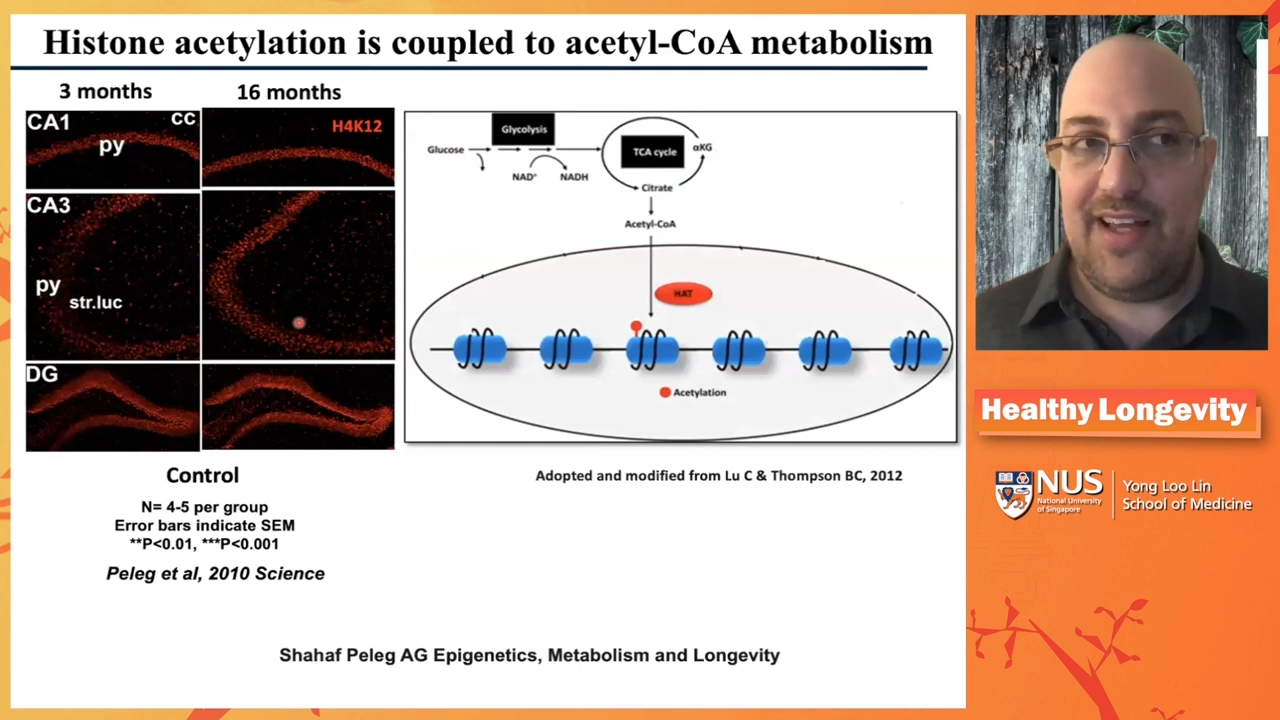 Histone acetylation is coupled to acetyl-CoA metabolism
3 months
16 months
CA1
cc
py
H4K12
CA3
py
str.luc
DG
Control
N= 4-5 per group
Error bars indicate SEM
**P<0.01, ***P<0.001
Peleg et al, 2010 Science
Glucose
Glycolysis
NAD⁺
NADH
TCA cycle
αKG
Citrate
Acetyl-CoA
HAT
Acetylation
Adopted and modified from Lu C & Thompson BC, 2012
Shahaf Peleg AG Epigenetics, Metabolism and Longevity
Healthy Longevity
NUS
National University
of Singapore
Yong Loo Lin
School of Medicine